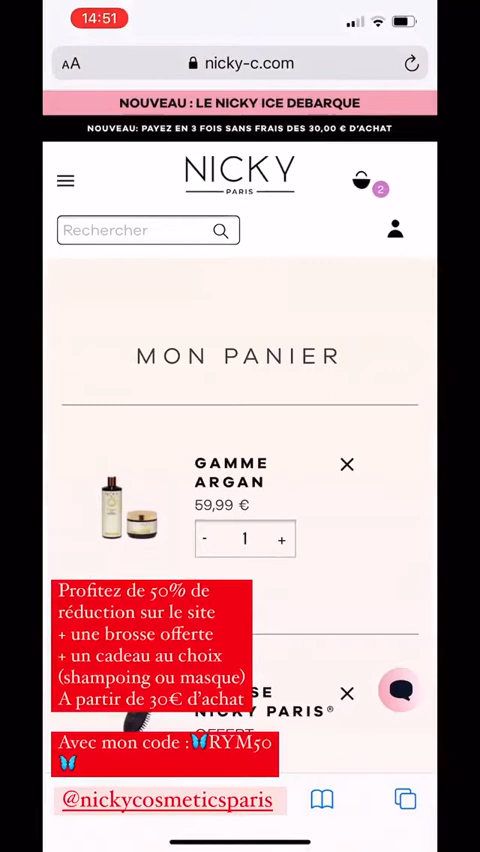 14:51
AA nicky-c.com
NOUVEAU : LE NICKY ICE DEBARQUE
NOUVEAU: PAYEZ EN 3 FOIS SANS FRAIS DES 30,00 € D'ACHAT
NICKY
PARIS
2
Rechercher
MON PANIER
GAMME
ARGAN
59,99 €
- 1 +
Profitez de 50% de
réduction sur le site
+ une brosse offerte
+ un cadeau au choix
(shampoing ou masque)
A partir de 30€ d'achat
SE
NICKY PARIS®
Avec mon code :🦋RYM50
🦋
@nickycosmeticsparis